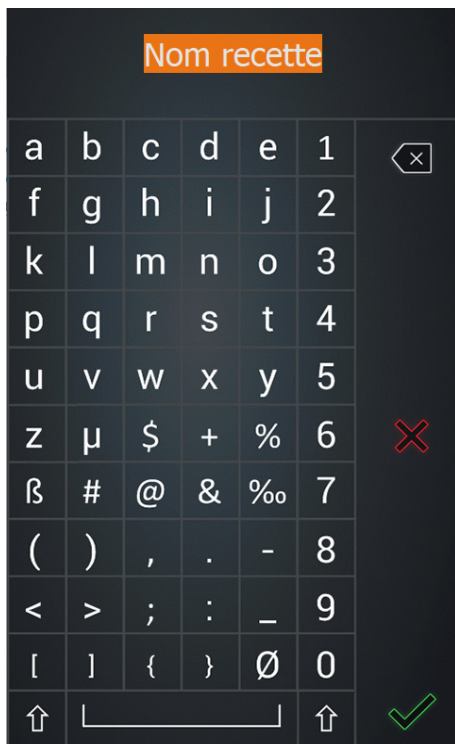 Nom recette
a b c d e 1
f g h i j 2
k l m n o 3
p q r s t 4
u v w x y 5
z µ $ + % 6
ß # @ & ‰ 7
( ) , . - 8
< > ; : _ 9
[ ] { } Ø 0